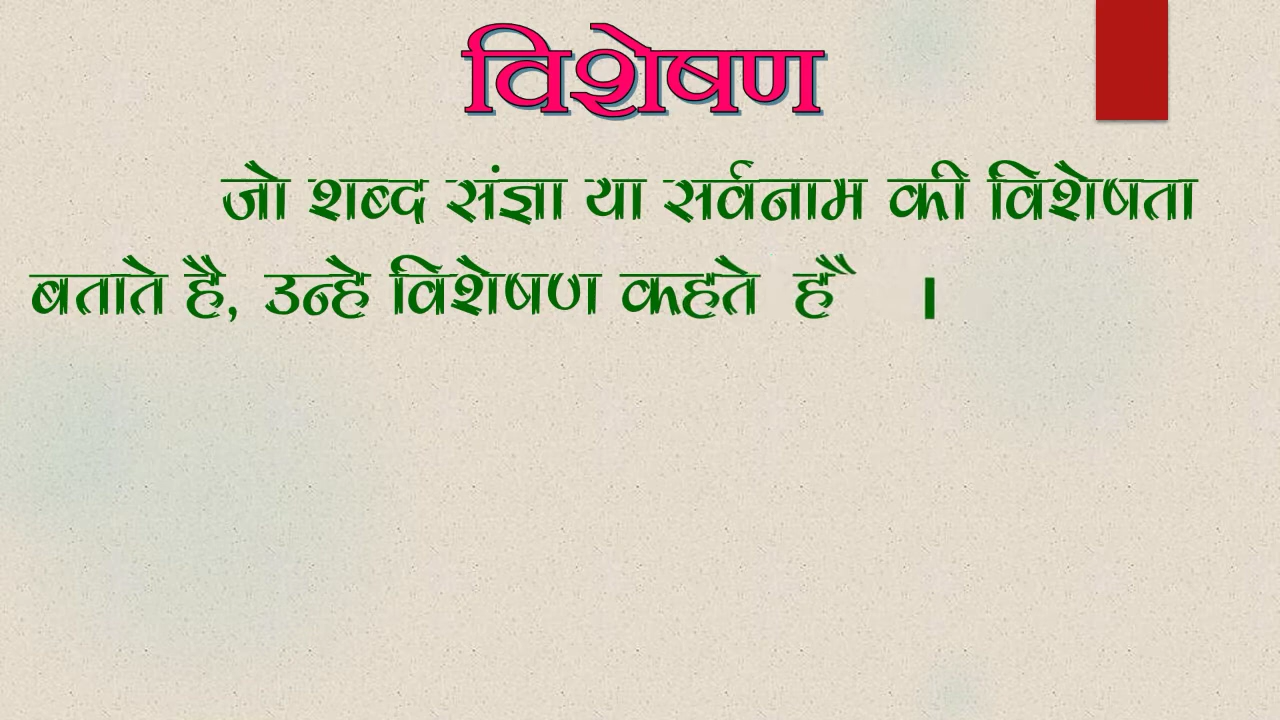 विशेषण
जो शब्द संज्ञा या सर्वनाम की विशेषता
बताते है, उन्हे विशेषण कहते है ।